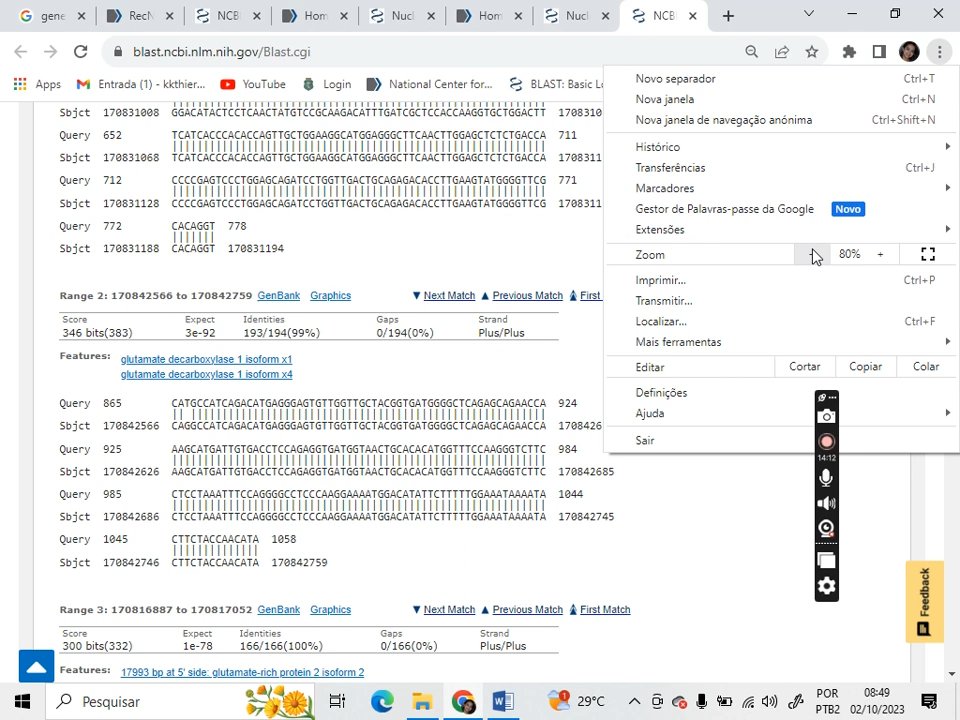 gene
RecN
NCBI
Hom
Nucl
Hom
Nucl
NCBI
blast.ncbi.nlm.nih.gov/Blast.cgi
Apps
Entrada (1) - kkthier...
YouTube
Login
National Center for...
BLAST: Basic Lo
Novo separador Ctrl+T
Nova janela Ctrl+N
Nova janela de navegação anónima Ctrl+Shift+N
Histórico
Transferências Ctrl+J
Marcadores
Gestor de Palavras-passe da Google Novo
Extensões
Zoom - 80% +
Imprimir... Ctrl+P
Transmitir...
Localizar... Ctrl+F
Mais ferramentas
Editar Cortar Copiar Colar
Definições
Ajuda
Sair
14:12
Sbjct 170831008 GGACATACTCCTCAACTATGTCCGCAAGACATTTGATCGCTCCACCAAGGTGCTGGACTT 1708310
Query 652 TCATCACCCACACCAGTTGCTGGAAGGCATGGAGGGCTTCAACTTGGAGCTCTCTGACCA 711
Sbjct 170831068 TCATCACCCACACCAGTTGCTGGAAGGCATGGAGGGCTTCAACTTGGAGCTCTCTGACCA 1708311
Query 712 CCCCGAGTCCCTGGAGCAGATCCTGGTTGACTGCAGAGACACCTTGAAGTATGGGGTTCG 771
Sbjct 170831128 CCCCGAGTCCCTGGAGCAGATCCTGGTTGACTGCAGAGACACCTTGAAGTATGGGGTTCG 1708311
Query 772 CACAGGT 778
Sbjct 170831188 CACAGGT 170831194
Range 2: 170842566 to 170842759 GenBank Graphics Next Match Previous Match First
Score Expect Identities Gaps Strand
346 bits(383) 3e-92 193/194(99%) 0/194(0%) Plus/Plus
Features: glutamate decarboxylase 1 isoform x1
glutamate decarboxylase 1 isoform x4
Query 865 CATGCCATCAGACATGAGGGAGTGTTGGTTGCTACGGTGATGGGGCTCAGAGCAGAACCA 924
Sbjct 170842566 CAGGCCATCAGACATGAGGGAGTGTTGGTTGCTACGGTGATGGGGCTCAGAGCAGAACCA 1708426
Query 925 AAGCATGATTGTGACCTCCAGAGGTGATGGTAACTGCACACATGGTTTCCAAGGGTCTTC 984
Sbjct 170842626 AAGCATGATTGTGACCTCCAGAGGTGATGGTAACTGCACACATGGTTTCCAAGGGTCTTC 170842685
Query 985 CTCCTAAATTTCCAGGGGCCTCCCAAGGAAAATGGACATATTCTTTTTGGAAATAAAATA 1044
Sbjct 170842686 CTCCTAAATTTCCAGGGGCCTCCCAAGGAAAATGGACATATTCTTTTTGGAAATAAAATA 170842745
Query 1045 CTTCTACCAACATA 1058
Sbjct 170842746 CTTCTACCAACATA 170842759
Range 3: 170816887 to 170817052 GenBank Graphics Next Match Previous Match First Match
Score Expect Identities Gaps Strand
300 bits(332) 1e-78 166/166(100%) 0/166(0%) Plus/Plus
Features: 17993 bp at 5' side: glutamate-rich protein 2 isoform 2
Feedback
Pesquisar
1
29°C
POR
PTB2
08:49
02/10/2023